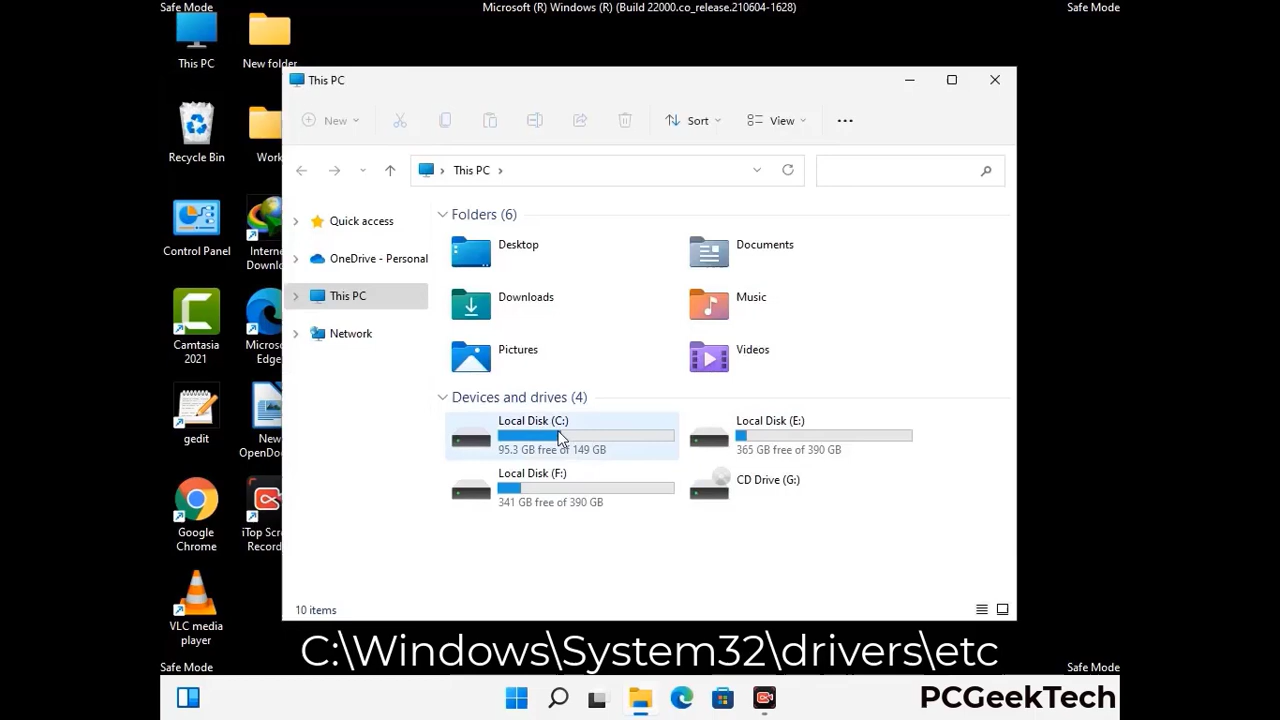 Safe Mode
Microsoft (R) Windows (R) (Build 22000.co_release.210604-1628)
Safe Mode
This PC
New folder
Recycle Bin
Work
Control Panel
Internet
Downlo
Camtasia
2021
Micros
Edge
gedit
New
OpenDo
Google
Chrome
iTop Scre
Record
VLC media
player
This PC
New
Sort
View
This PC
Quick access
OneDrive - Personal
This PC
Network
Folders (6)
Desktop
Documents
Downloads
Music
Pictures
Videos
Devices and drives (4)
Local Disk (C:)
95.3 GB free of 149 GB
Local Disk (E:)
365 GB free of 390 GB
Local Disk (F:)
341 GB free of 390 GB
CD Drive (G:)
10 items
C:\Windows\System32\drivers\etc
Safe Mode
Safe Mode
PCGeekTech